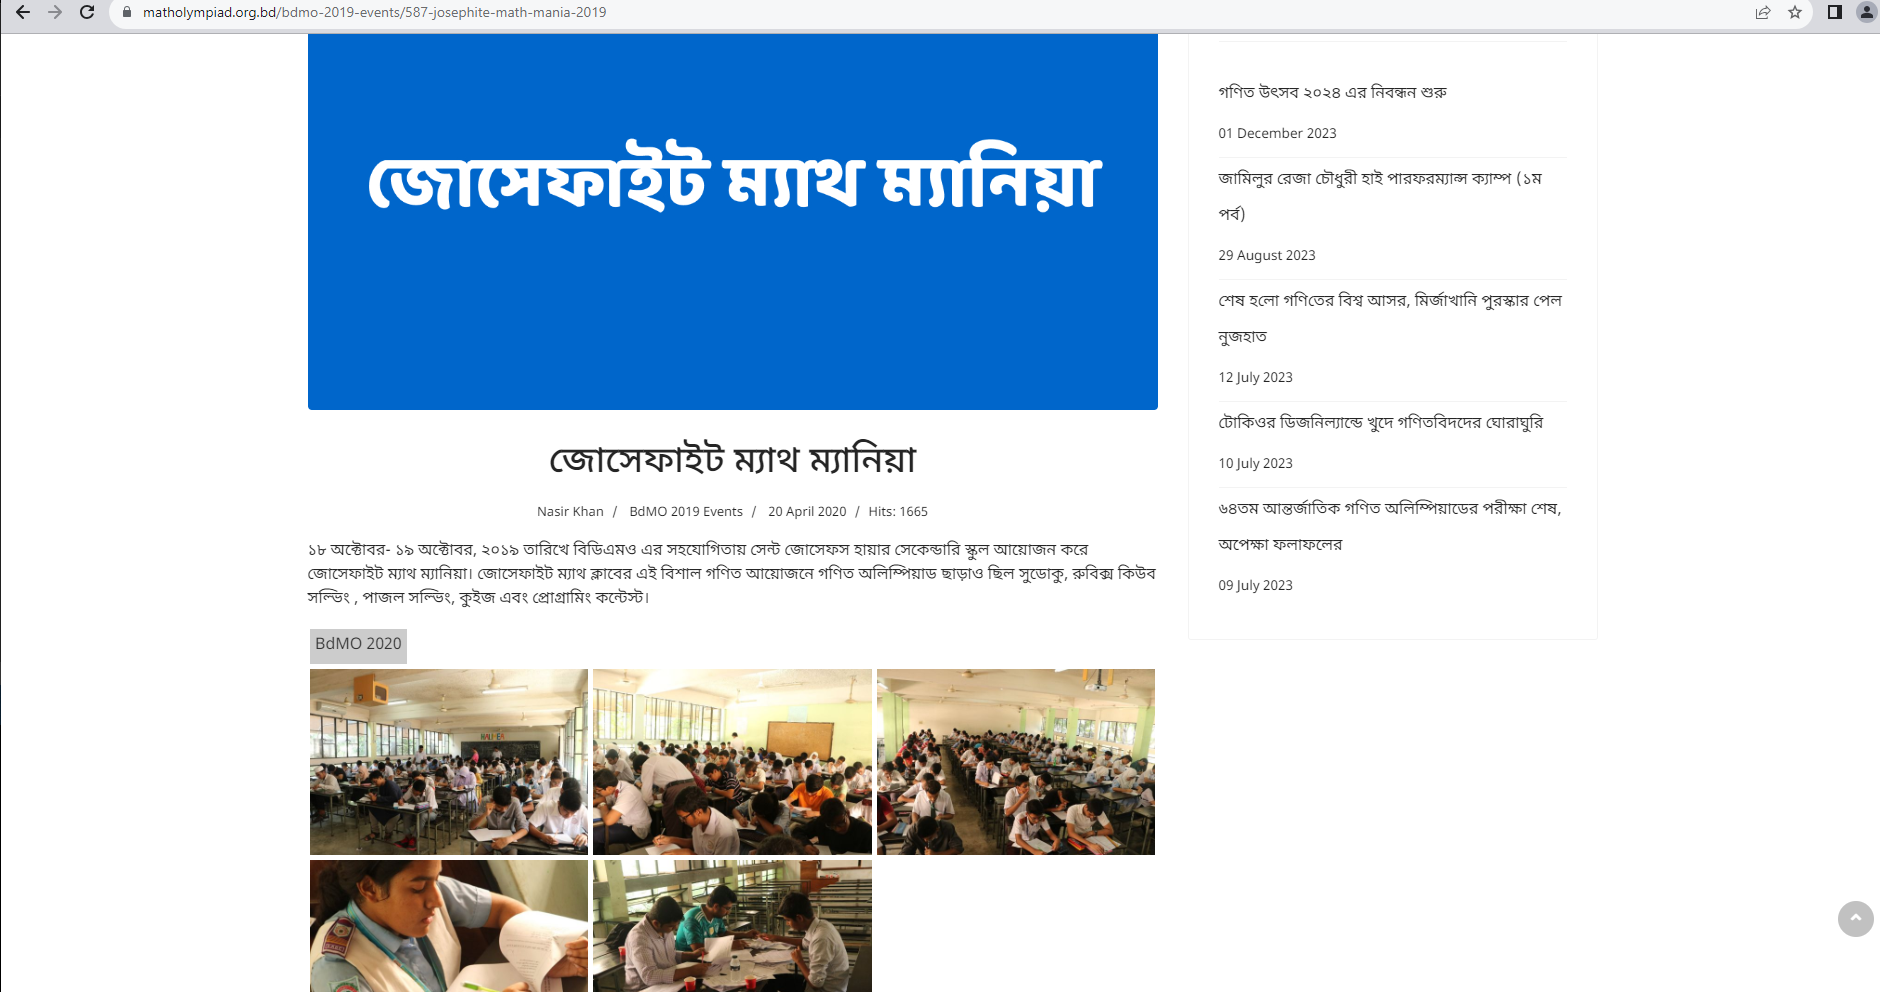 matholympiad.org.bd/bdmo-2019-events/587-josephite-math-mania-2019
জোসেফাইট ম্যাথ ম্যানিয়া
জোসেফাইট ম্যাথ ম্যানিয়া
Nasir Khan / BdMO 2019 Events / 20 April 2020 / Hits: 1665
১৮ অক্টোবর- ১৯ অক্টোবর, ২০১৯ তারিখে বিডিএমও এর সহযোগিতায় সেন্ট জোসেফস হায়ার সেকেন্ডারি স্কুল আয়োজন করে
জোসেফাইট ম্যাথ ম্যানিয়া। জোসেফাইট ম্যাথ ক্লাবের এই বিশাল গণিত আয়োজনে গণিত অলিম্পিয়াড ছাড়াও ছিল সুডোকু, রুবিক্স কিউব
সল্ভিং , পাজল সল্ভিং, কুইজ এবং প্রোগ্রামিং কন্টেস্ট।
BdMO 2020
গণিত উৎসব ২০২৪ এর নিবন্ধন শুরু
01 December 2023
জামিলুর রেজা চৌধুরী হাই পারফরম্যান্স ক্যাম্প (১ম
পর্ব)
29 August 2023
শেষ হলো গণিতের বিশ্ব আসর, মির্জাখানি পুরস্কার পেল
নুজহাত
12 July 2023
টোকিওর ডিজনিল্যান্ডে খুদে গণিতবিদদের ঘোরাঘুরি
10 July 2023
৬৪তম আন্তর্জাতিক গণিত অলিম্পিয়াডের পরীক্ষা শেষ,
অপেক্ষা ফলাফলের
09 July 2023